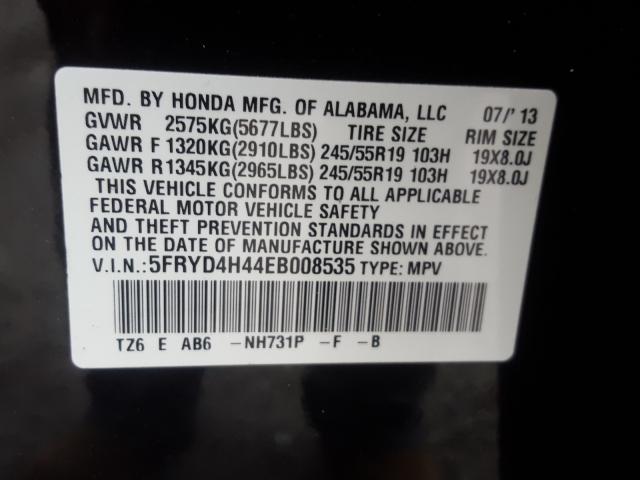 MFD. BY HONDA MFG. OF ALABAMA, LLC 07/'13
GVWR 2575KG(5677LBS) TIRE SIZE RIM SIZE
GAWR F 1320KG(2910LBS) 245/55R19 103H 19X8.0J
GAWR R 1345KG(2965LBS) 245/55R19 103H 19X8.0J
THIS VEHICLE CONFORMS TO ALL APPLICABLE
FEDERAL MOTOR VEHICLE SAFETY
AND THEFT PREVENTION STANDARDS IN EFFECT
ON THE DATE OF MANUFACTURE SHOWN ABOVE.
V.I.N.:5FRYD4H44EB008535 TYPE: MPV
TZ6 E AB6 -NH731P -F -B